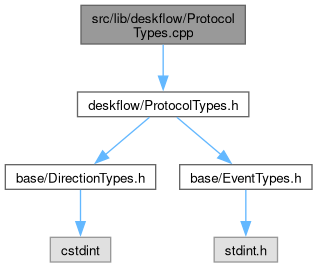 src/lib/deskflow/Protocol
Types.cpp
deskflow/ProtocolTypes.h
base/DirectionTypes.h
base/EventTypes.h
cstdint
stdint.h